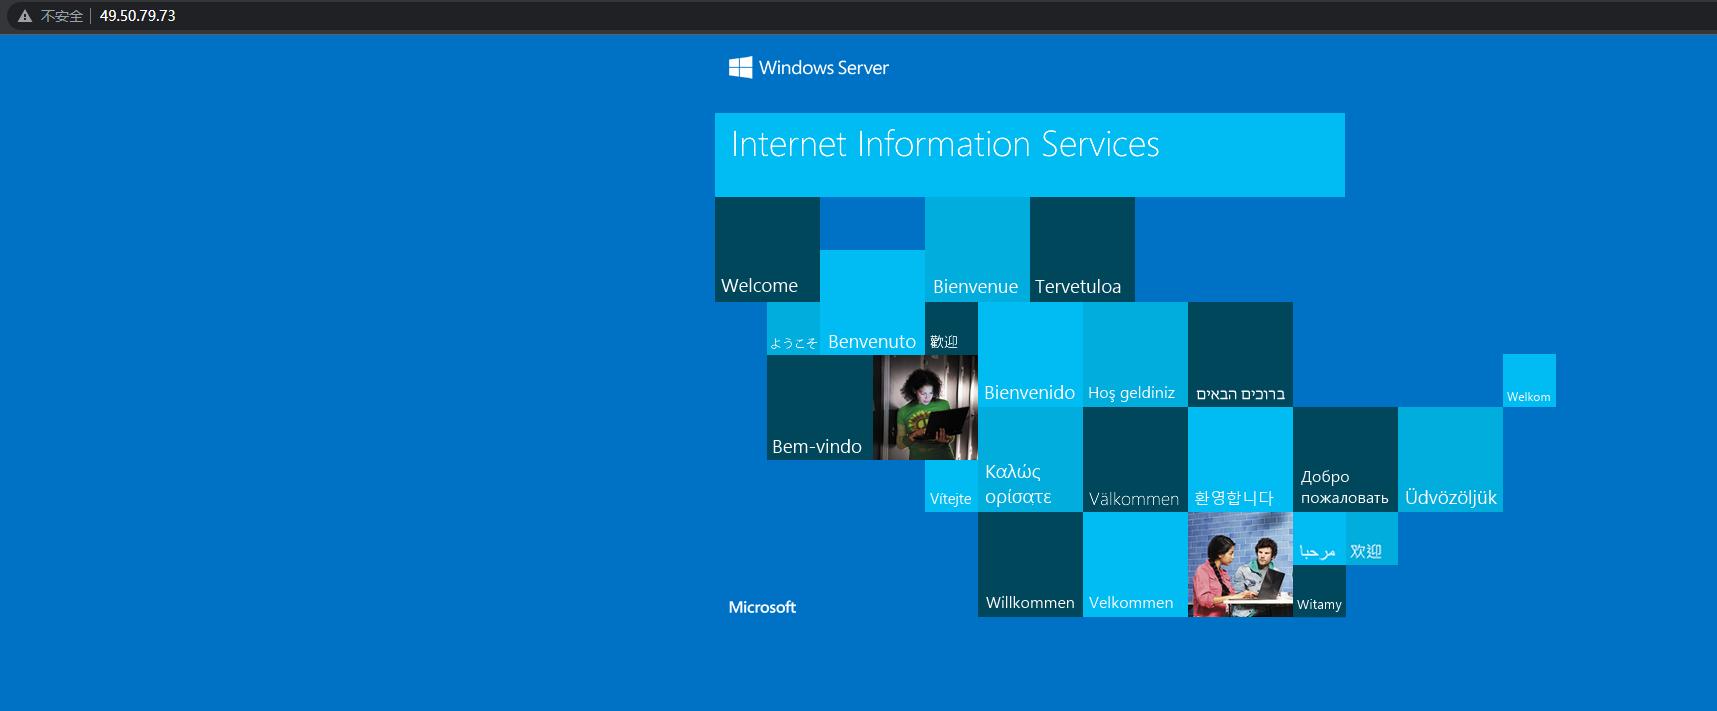 不安全 49.50.79.73
Windows Server
Internet Information Services
Welcome
Bienvenue
Tervetuloa
ようこそ
Benvenuto
歡迎
Bienvenido
Hoş geldiniz
ברוכים הבאים
Welkom
Bem-vindo
Vítejte
Καλώς
ορίσατε
Välkommen
환영합니다
Добро
пожаловать
Üdvözöljük
مرحبا
欢迎
Willkommen
Velkommen
Witamy
Microsoft